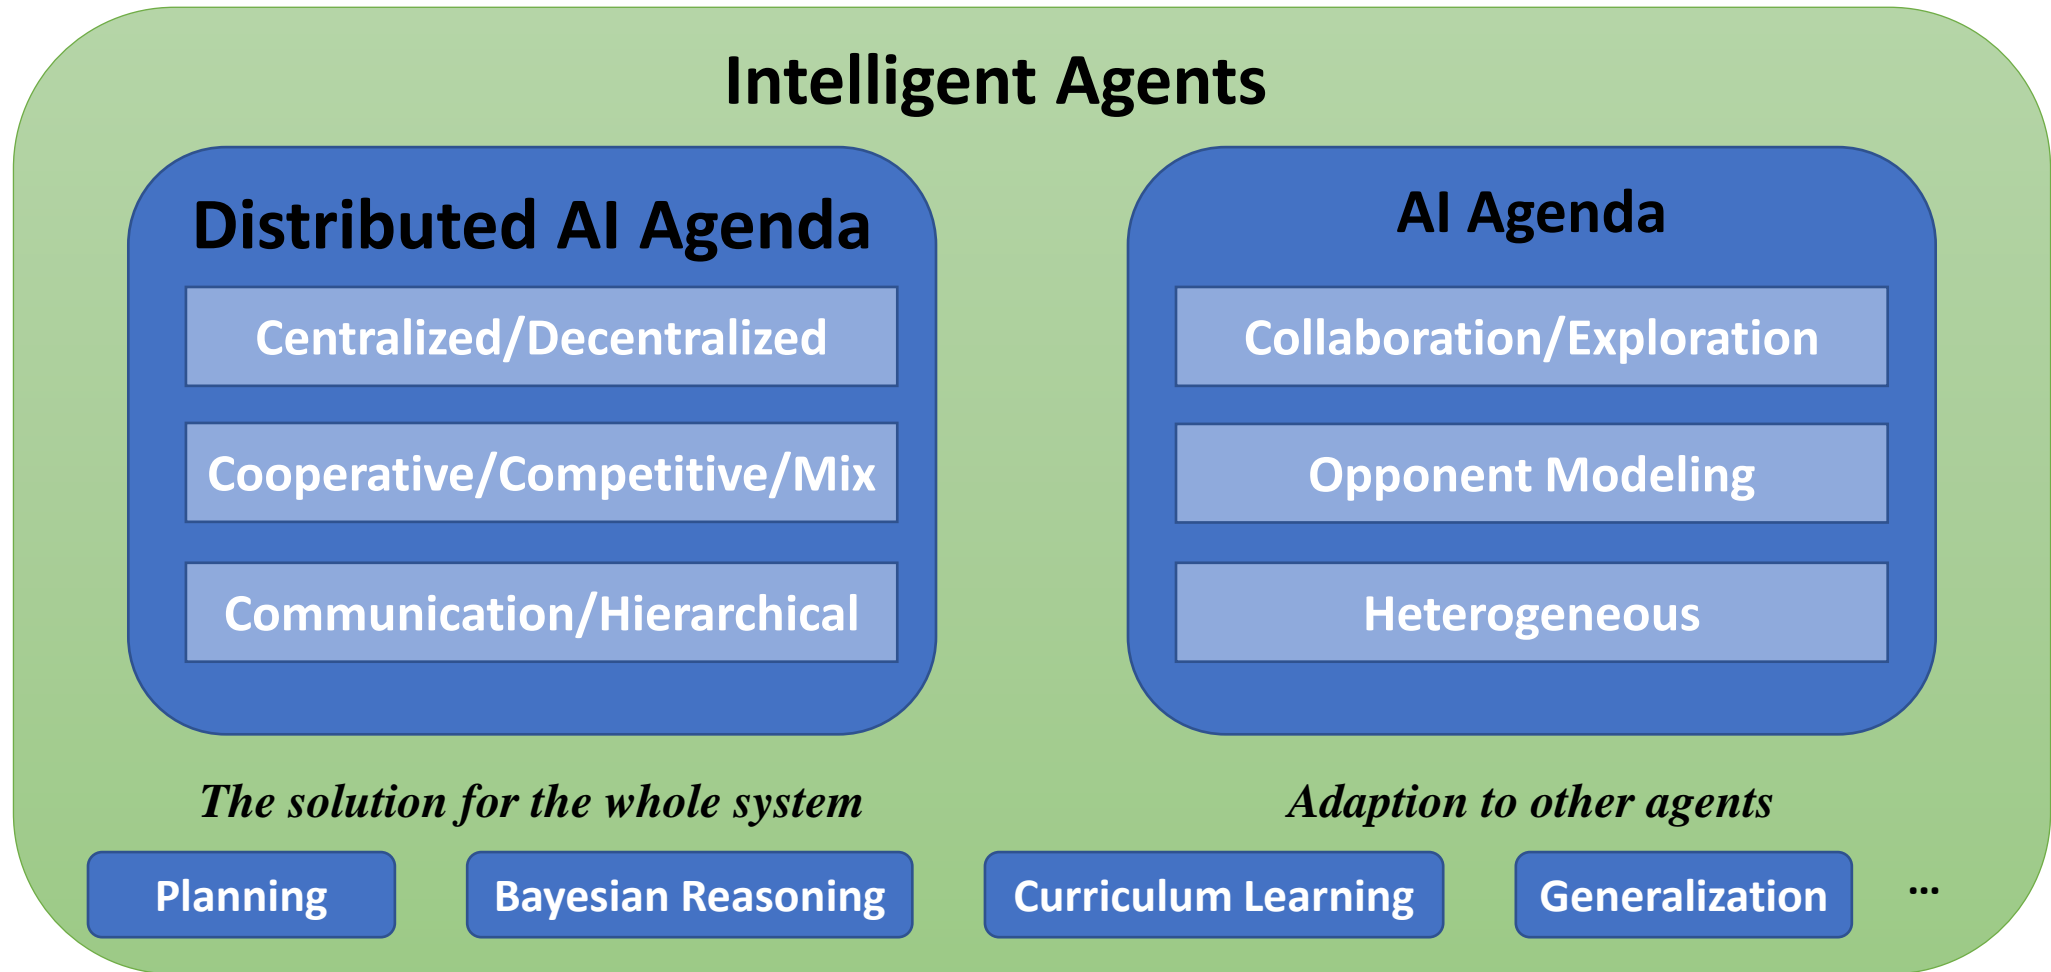 Intelligent Agents
Distributed AI Agenda
Centralized/Decentralized
Cooperative/Competitive/Mix
Communication/Hierarchical
The solution for the whole system
AI Agenda
Collaboration/Exploration
Opponent Modeling
Heterogeneous
Adaption to other agents
Planning
Bayesian Reasoning
Curriculum Learning
Generalization
...